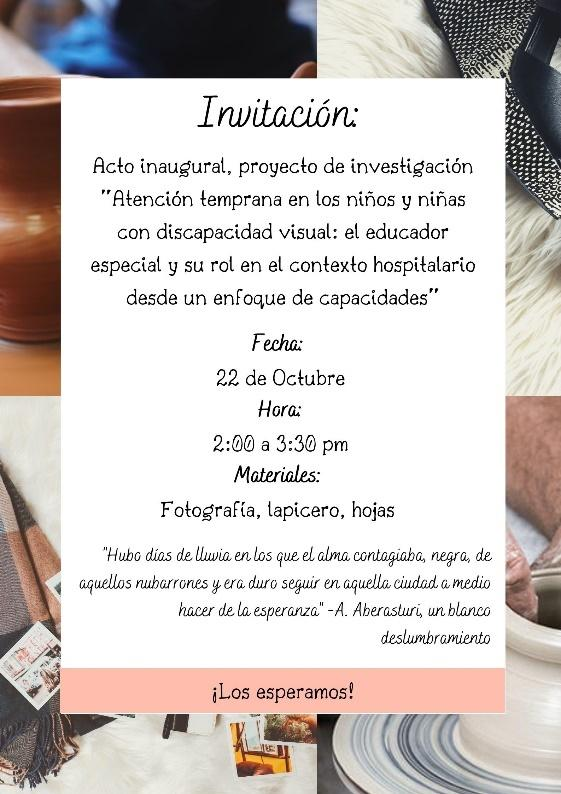 Invitación:
Acto inaugural, proyecto de investigación
"Atención temprana en los niños y niñas
con discapacidad visual: el educador
especial y su rol en el contexto hospitalario
desde un enfoque de capacidades"
Fecha:
22 de Octubre
Hora:
2:00 a 3:30 pm
Materiales:
Fotografía, lapicero, hojas
"Hubo días de lluvia en los que el alma contagiaba, negra, de
aquellos nubarrones y era duro seguir en aquella ciudad a medio
hacer de la esperanza" -A. Aberasturi, un blanco
deslumbramiento
¡Los esperamos!